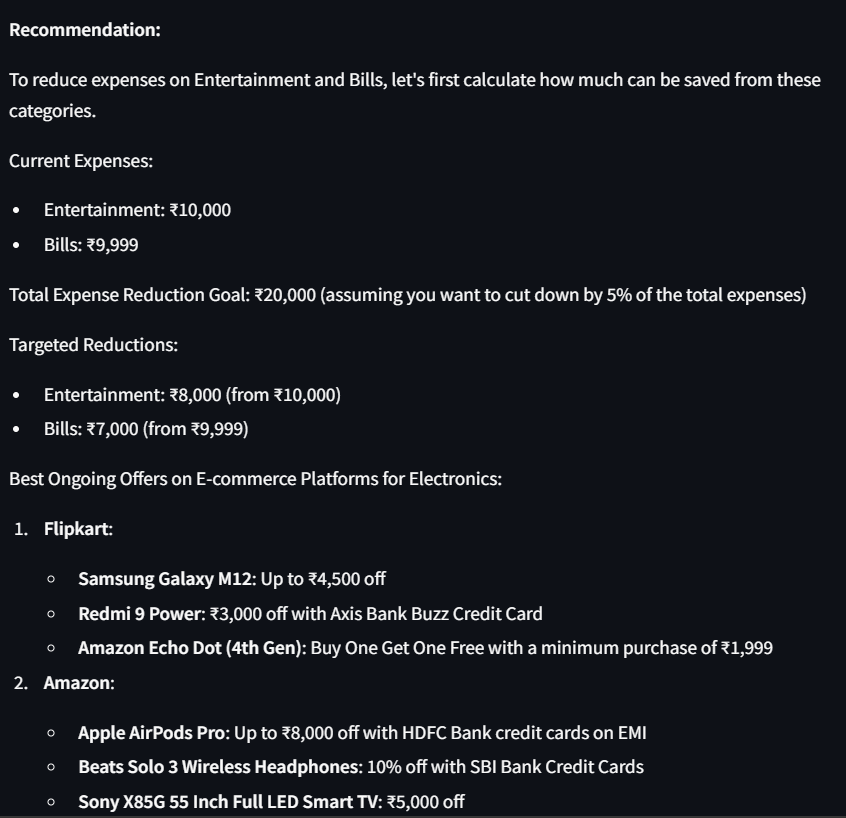 Recommendation:
To reduce expenses on Entertainment and Bills, let's first calculate how much can be saved from these
categories.
Current Expenses:
• Entertainment: ₹10,000
• Bills: ₹9,999
Total Expense Reduction Goal: ₹20,000 (assuming you want to cut down by 5% of the total expenses)
Targeted Reductions:
• Entertainment: ₹8,000 (from ₹10,000)
• Bills: ₹7,000 (from ₹9,999)
Best Ongoing Offers on E-commerce Platforms for Electronics:
1. Flipkart:
○ Samsung Galaxy M12: Up to ₹4,500 off
○ Redmi 9 Power: ₹3,000 off with Axis Bank Buzz Credit Card
○ Amazon Echo Dot (4th Gen): Buy One Get One Free with a minimum purchase of ₹1,999
2. Amazon:
○ Apple AirPods Pro: Up to ₹8,000 off with HDFC Bank credit cards on EMI
○ Beats Solo 3 Wireless Headphones: 10% off with SBI Bank Credit Cards
○ Sony X85G 55 Inch Full LED Smart TV: ₹5,000 off